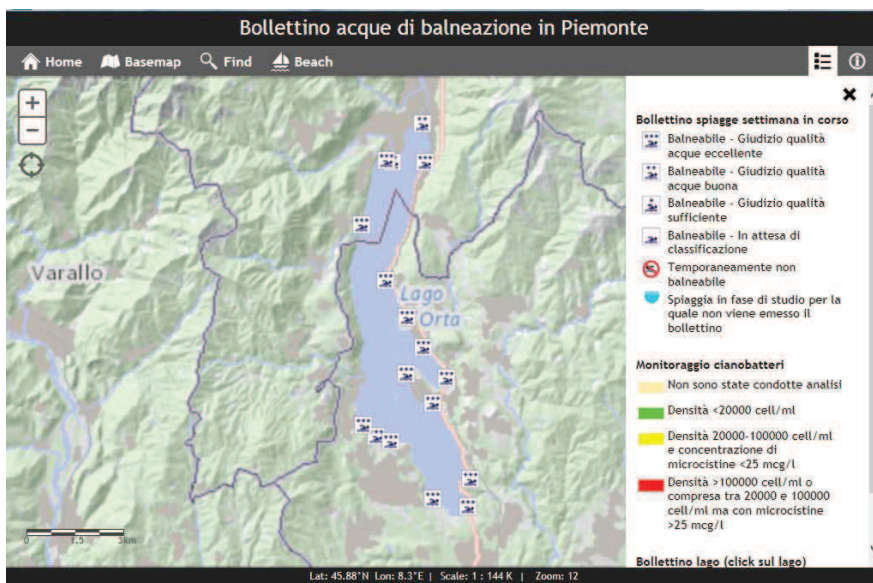 Bollettino acque di balneazione in Piemonte
Home Basemap Find Beach
+
−
Varallo
Lago
Orta
0 1.5 3km
Bollettino spiagge settimana in corso
Balneabile - Giudizio qualità
acque eccellente
Balneabile - Giudizio qualità
acque buona
Balneabile - Giudizio qualità
sufficiente
Balneabile - In attesa di
classificazione
Temporaneamente non
balneabile
Spiaggia in fase di studio per la
quale non viene emesso il
bollettino
Monitoraggio cianobatteri
Non sono state condotte analisi
Densità <20000 cell/ml
Densità 20000-100000 cell/ml
e concentrazione di
microcistine <25 mcg/l
Densità >100000 cell/ml o
compresa tra 20000 e 100000
cell/ml ma con microcistine
>25 mcg/l
Bollettino lago (click sul lago)
Lat: 45.88°N Lon: 8.3°E | Scale: 1 : 144 K | Zoom: 12